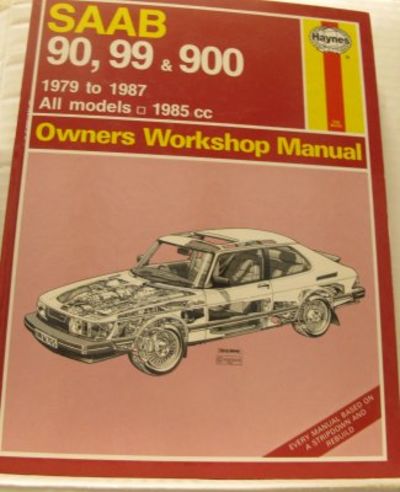 SAAB
90, 99 & 900
Haynes
1979 to 1987
All models □ 1985 cc
Owners Workshop Manual
EVERY MANUAL BASED ON
A STRIPDOWN AND
REBUILD